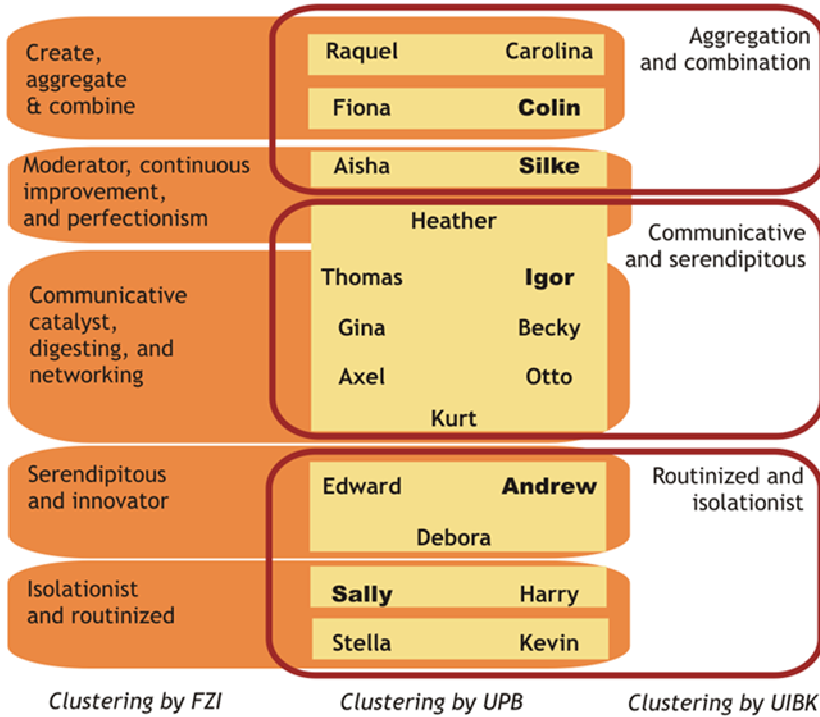 Create,
aggregate
& combine
Raquel Carolina
Fiona Colin
Aggregation
and combination
Moderator, continuous
improvement,
and perfectionism
Aisha Silke
Heather
Communicative
and serendipitous
Communicative
catalyst,
digesting, and
networking
Thomas Igor
Gina Becky
Axel Otto
Kurt
Serendipitous
and innovator
Edward Andrew
Debora
Routinized and
isolationist
Isolationist
and routinized
Sally Harry
Stella Kevin
Clustering by FZI Clustering by UPB Clustering by UIBK